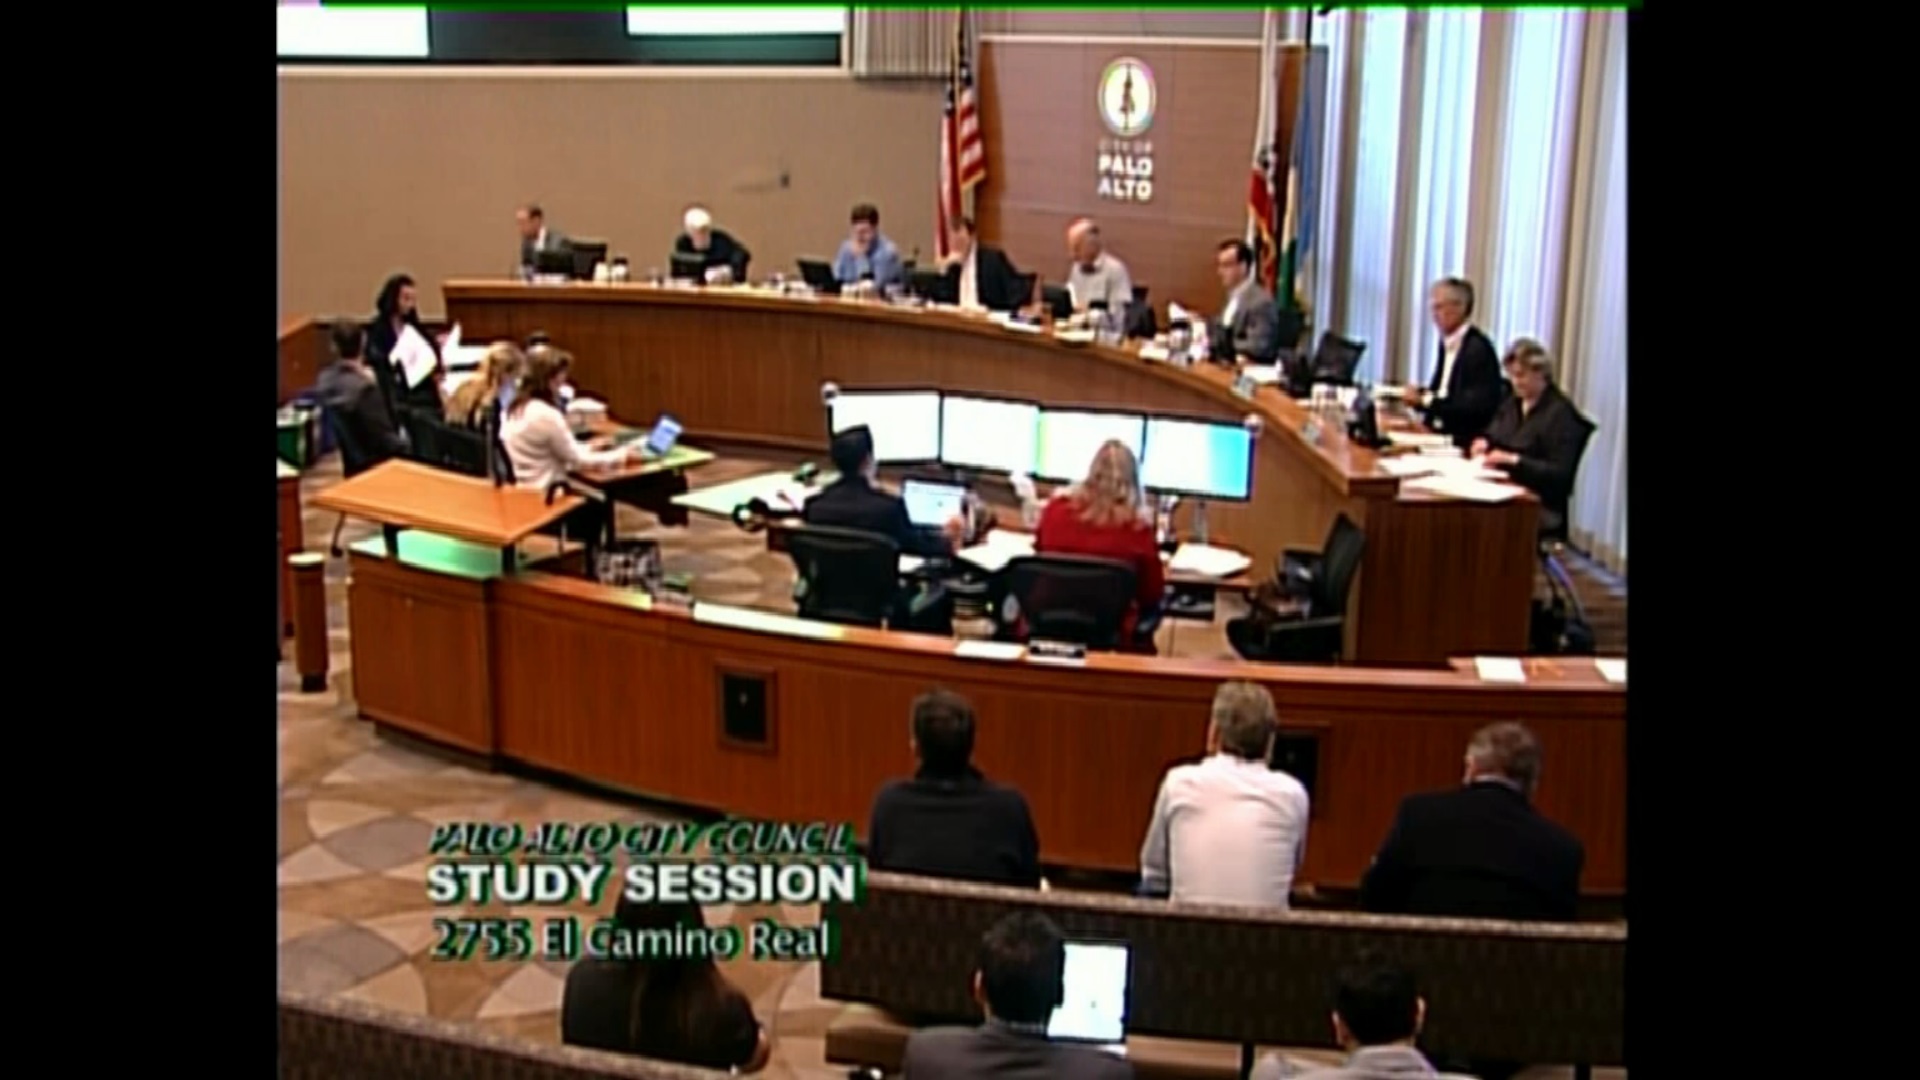 CITY OF
PALO
ALTO
PALO ALTO CITY COUNCIL
STUDY SESSION
2755 El Camino Real